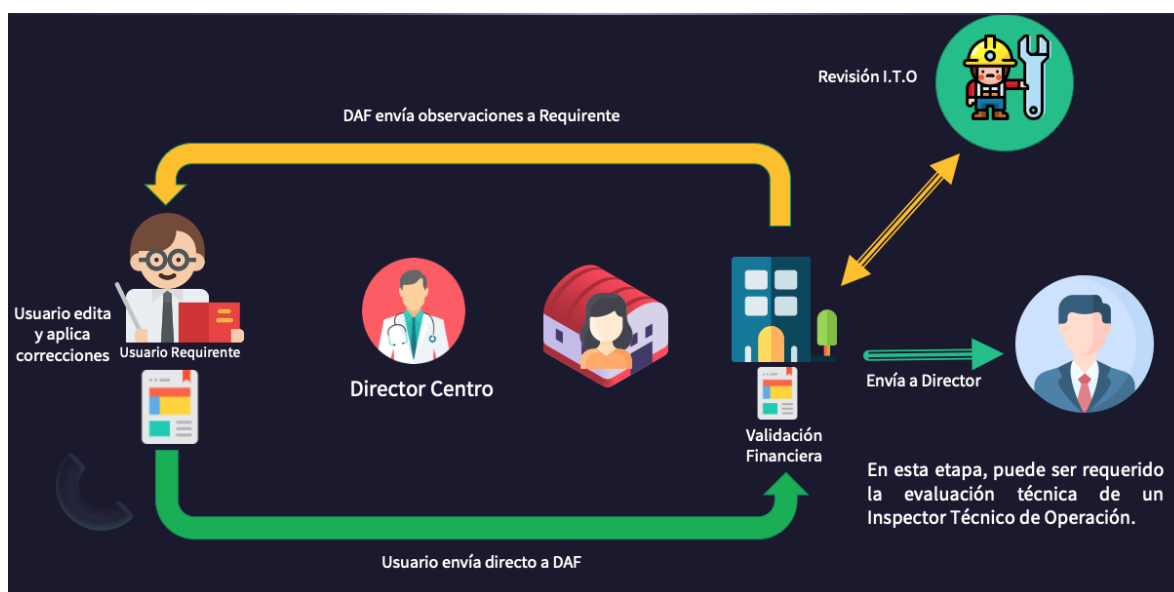 Revisión I.T.O
DAF envía observaciones a Requirente
Usuario edita
y aplica
correcciones
Usuario Requirente
Director Centro
Envía a Director
Validación
Financiera
En esta etapa, puede ser requerido
la evaluación técnica de un
Inspector Técnico de Operación.
Usuario envía directo a DAF